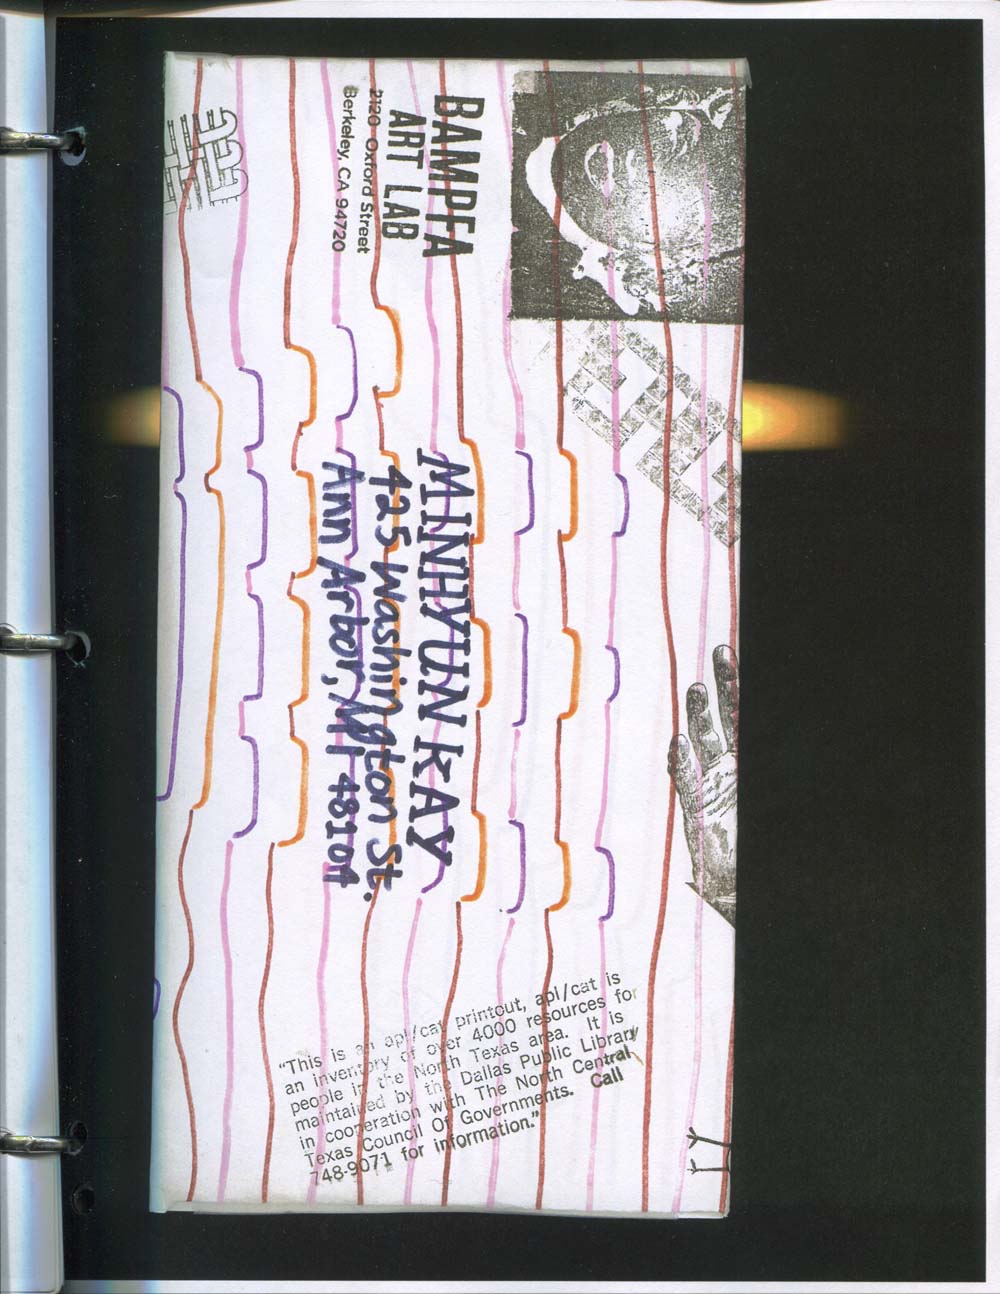 BAMPFA
ART LAB
2120 Oxford Street
Berkeley, CA 94720
MINHYUN KAY
425 Washington St.
Ann Arbor, MI 48104
"This is an apl/cat printout, apl/cat is
an inventory of over 4000 resources for
people in the North Texas area. It is
maintained by the Dallas Public Library
in cooperation with The North Central
Texas Council Of Governments. Call
748-9071 for information."